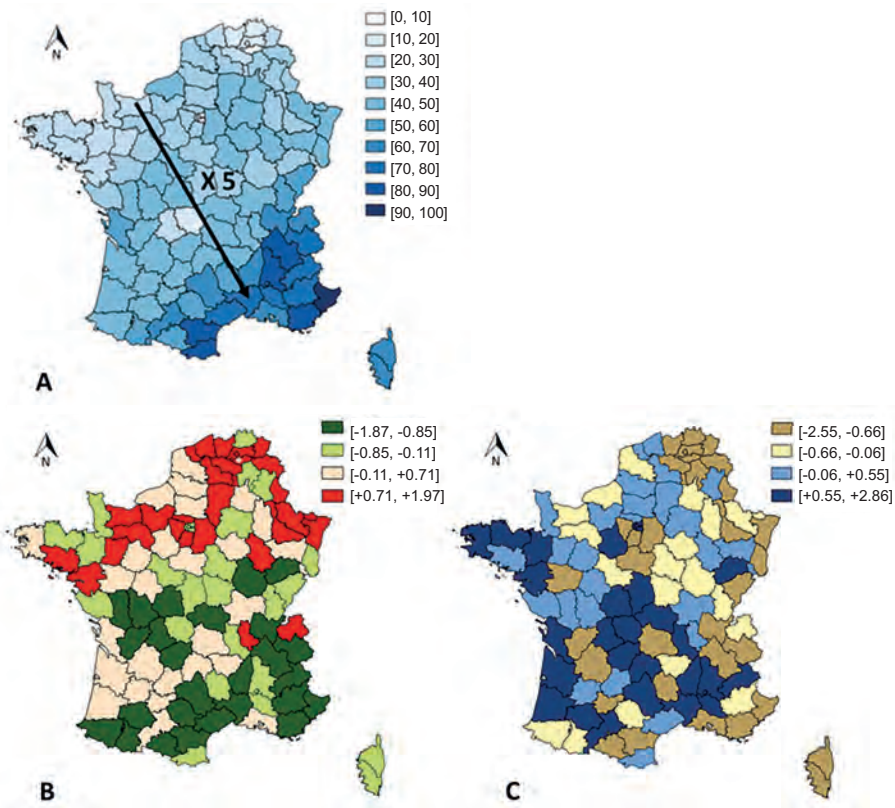 N
[0, 10]
[10, 20]
[20, 30]
[30, 40]
[40, 50]
[50, 60]
[60, 70]
[70, 80]
[80, 90]
[90, 100]
X 5
A
N
[-1.87, -0.85]
[-0.85, -0.11]
[-0.11, +0.71]
[+0.71, +1.97]
B
N
[-2.55, -0.66]
[-0.66, -0.06]
[-0.06, +0.55]
[+0.55, +2.86]
C